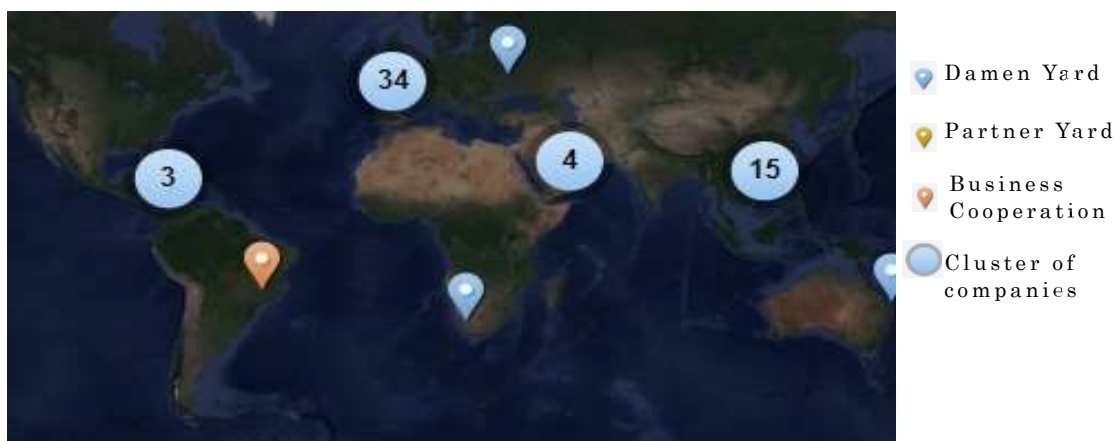 34
3
4
15
Damen Yard
Partner Yard
Business
Cooperation
Cluster of
companies